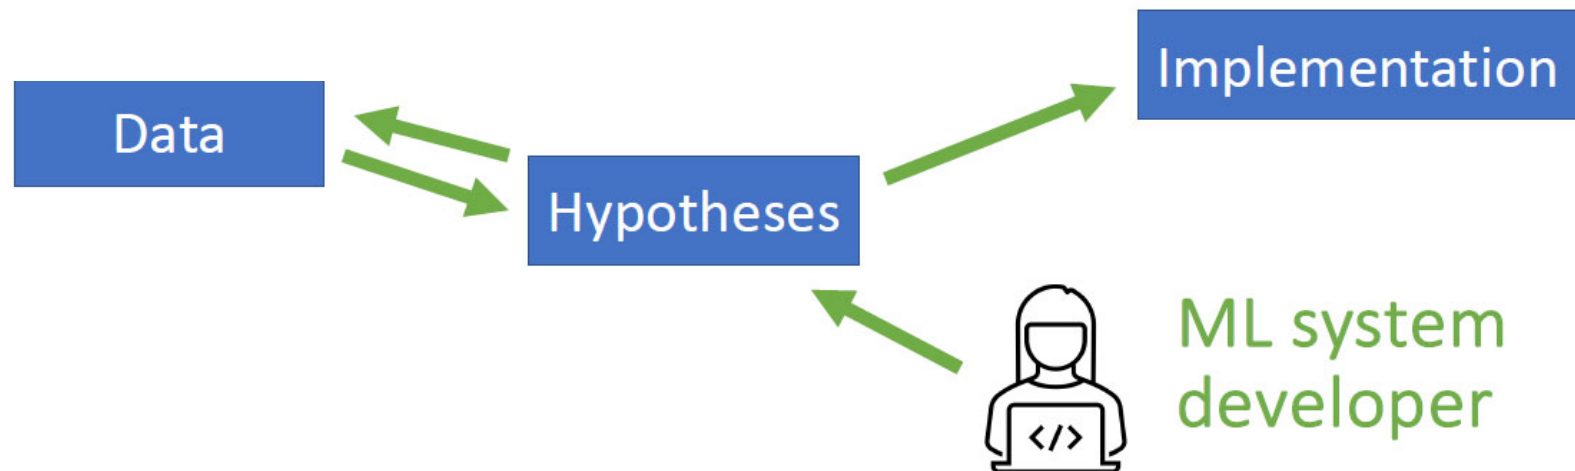 Implementation
Data
Hypotheses
ML system
developer
</>